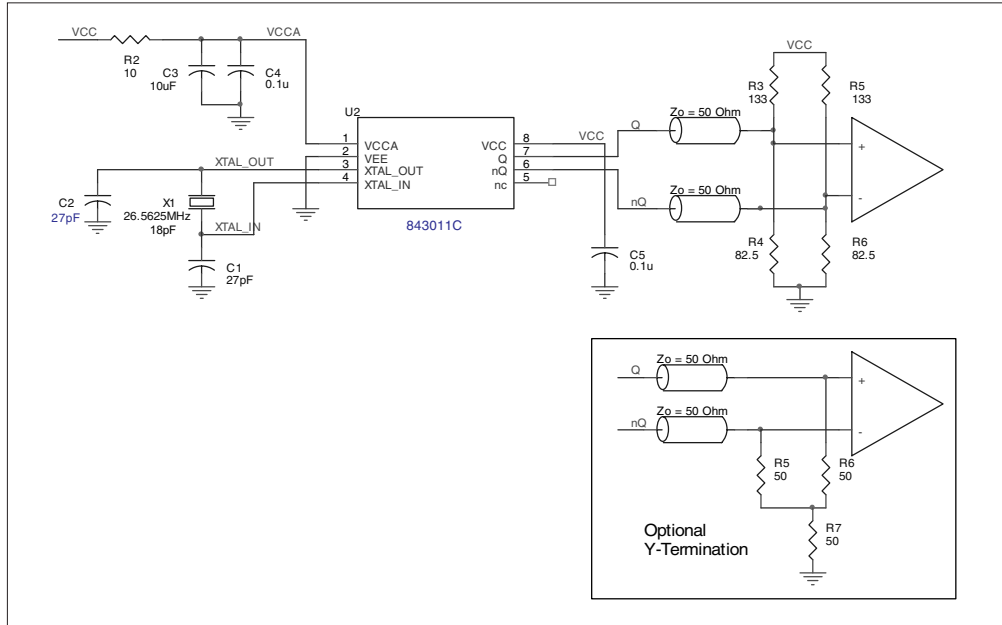 VCC
R2
10
C3
10uF
C4
0.1u
VCCA
U2
1
2
3
4
VCCA
VEE
XTAL_OUT
XTAL_IN
VCC
Q
nQ
nc
8
7
6
5
843011C
XTAL_OUT
C2
27pF
X1
26.5625MHz
18pF
XTAL_IN
C1
27pF
VCC
C5
0.1u
Q
Zo = 50 Ohm
nQ
Zo = 50 Ohm
VCC
R3
133
R5
133
+
-
R4
82.5
R6
82.5
Q
Zo = 50 Ohm
nQ
Zo = 50 Ohm
+
-
R5
50
R6
50
R7
50
Optional
Y-Termination